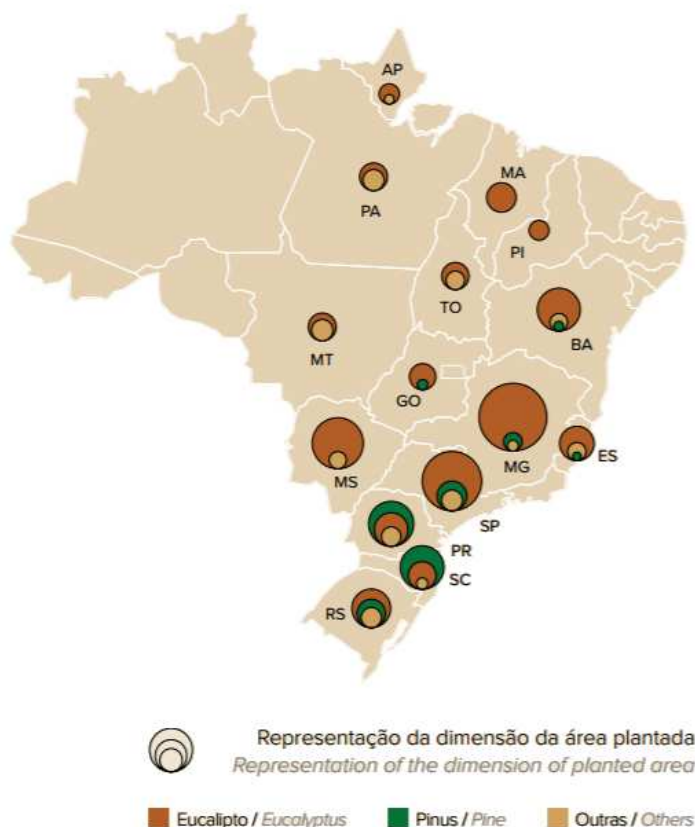 AP
PA
MA
PI
TO
BA
MT
GO
MG
ES
MS
SP
PR
SC
RS
Representação da dimensão da área plantada
Representation of the dimension of planted area
Eucalipto / Eucalyptus
Pinus / Pine
Outras / Others